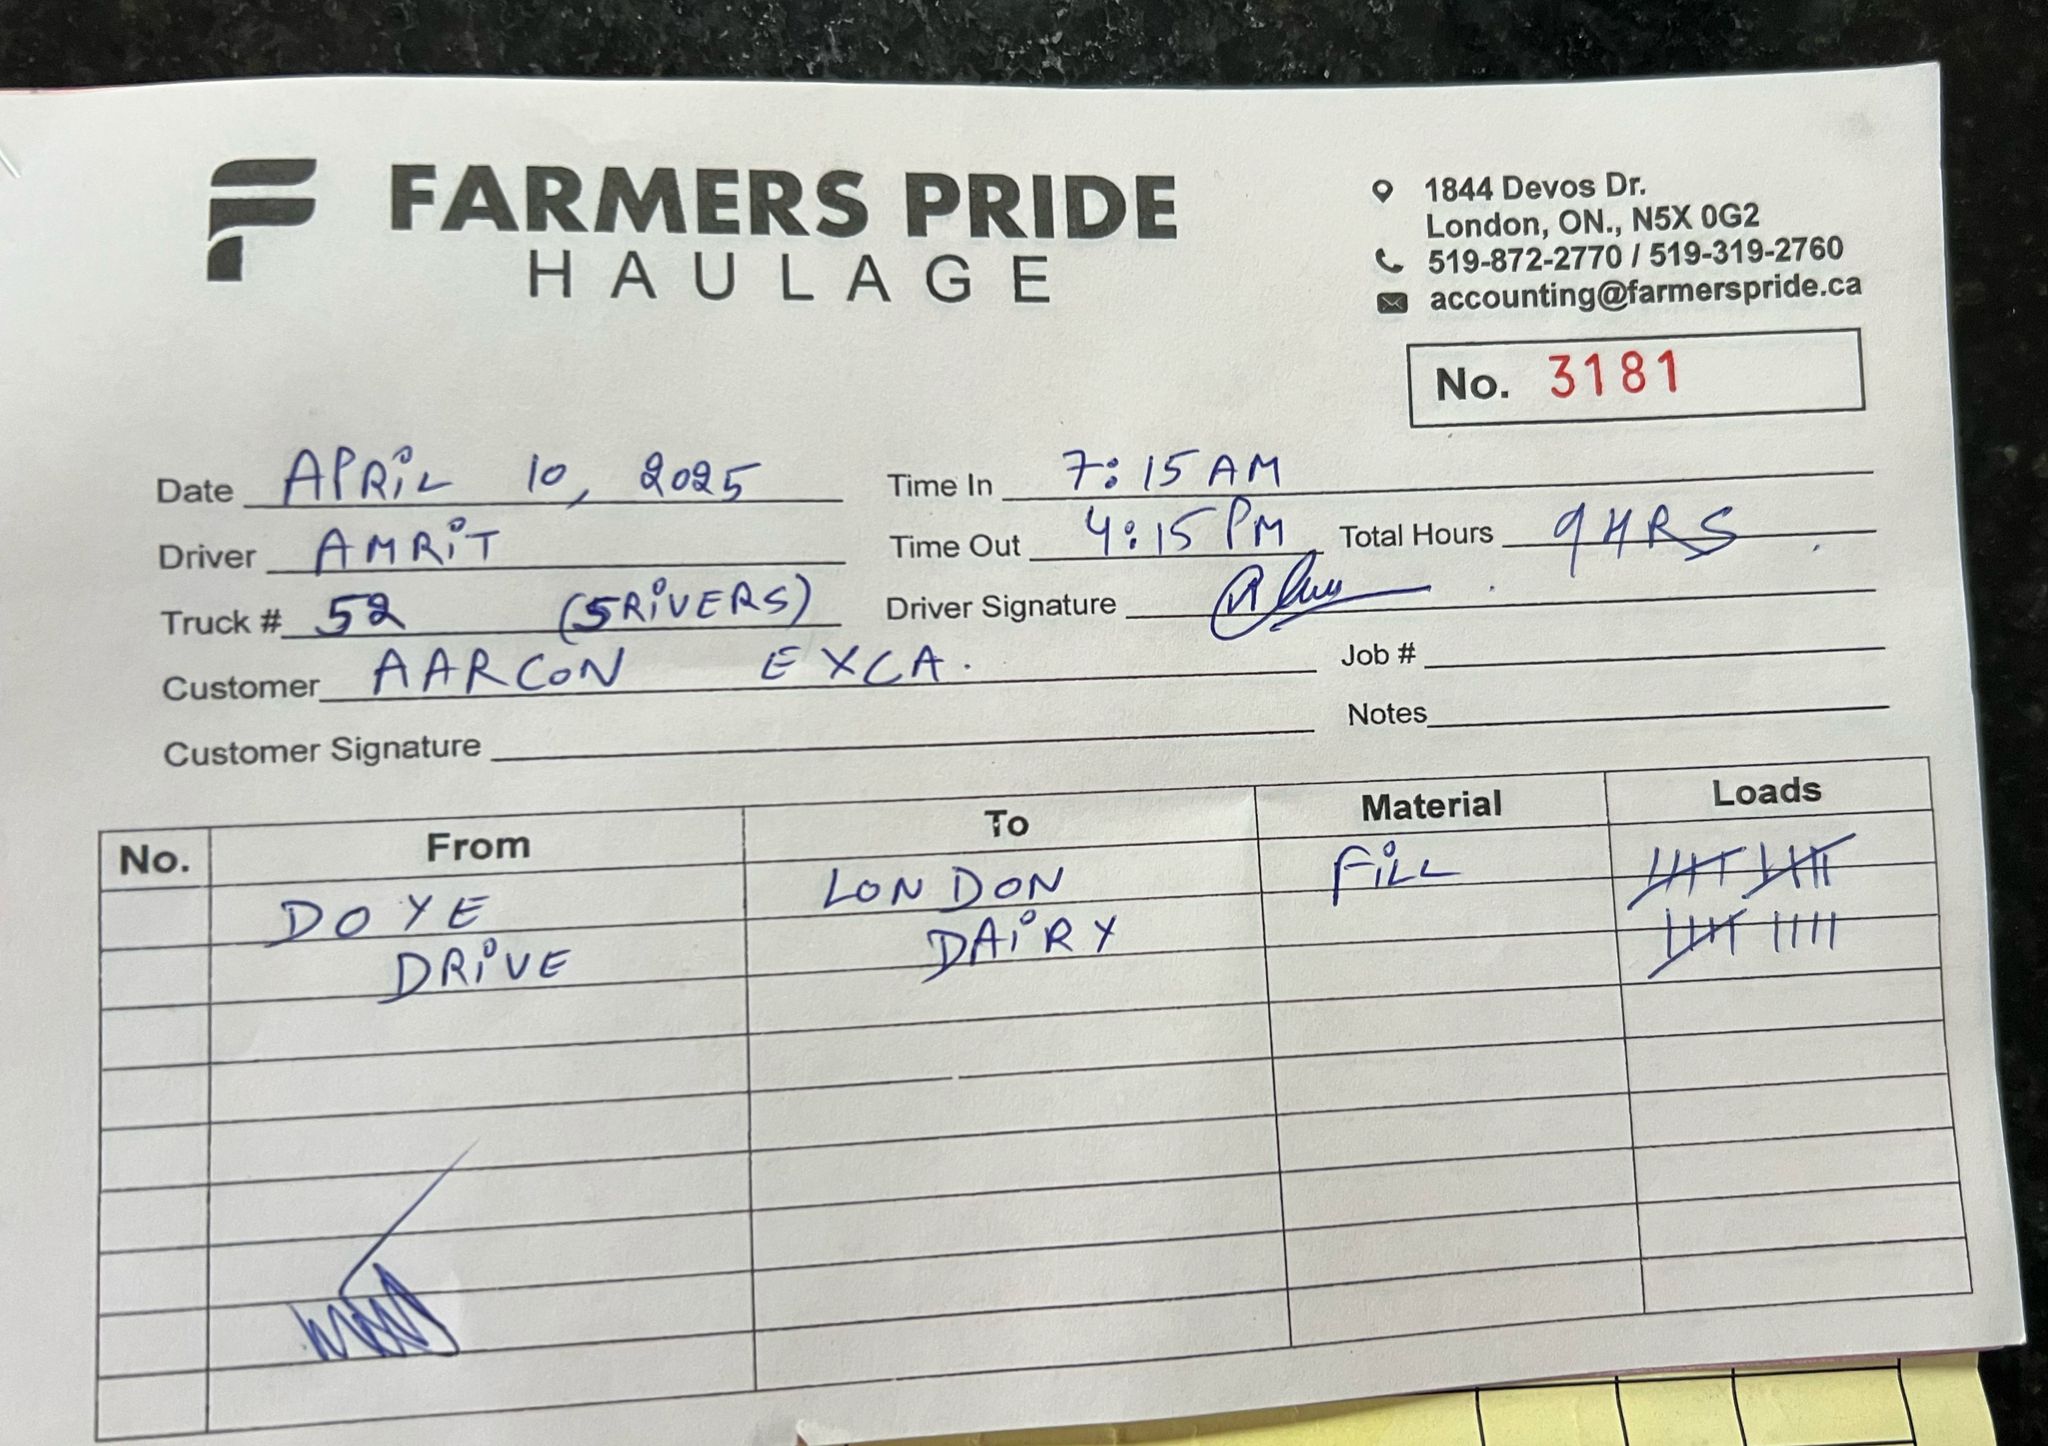 FARMERS PRIDE
HAULAGE
1844 Devos Dr.
London, ON., N5X 0G2
519-872-2770 / 519-319-2760
accounting@farmerspride.ca
No. 3181
Date APRiL 10, 2025 Time In 7:15 AM
Driver AMRiT Time Out 4:15 PM Total Hours 9 HRS
Truck # 52 (5RiVERS) Driver Signature
Customer AARCON EXCA. Job #
Customer Signature Notes
No. From To Material Loads
DOYE LONDON FiLL
DRiVE DAiRY